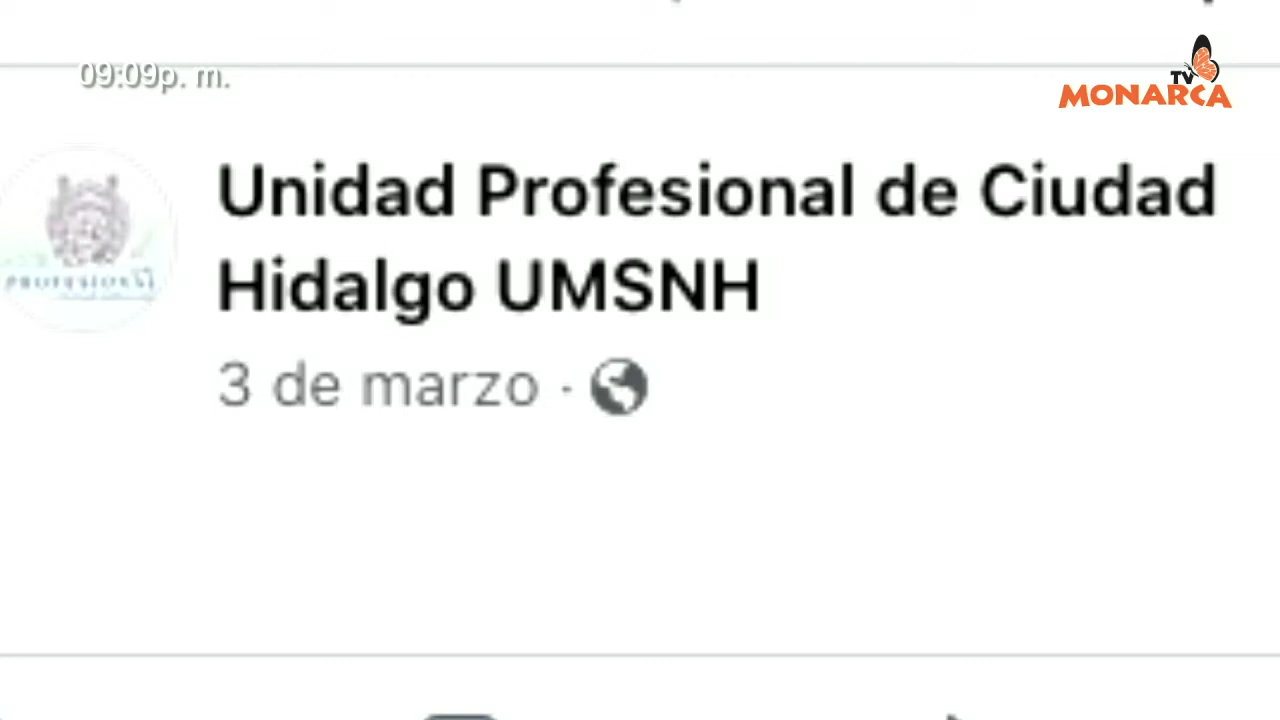 09:09p. m.
TV
MONARCA
Unidad Profesional de Ciudad
Hidalgo UMSNH
3 de marzo ·